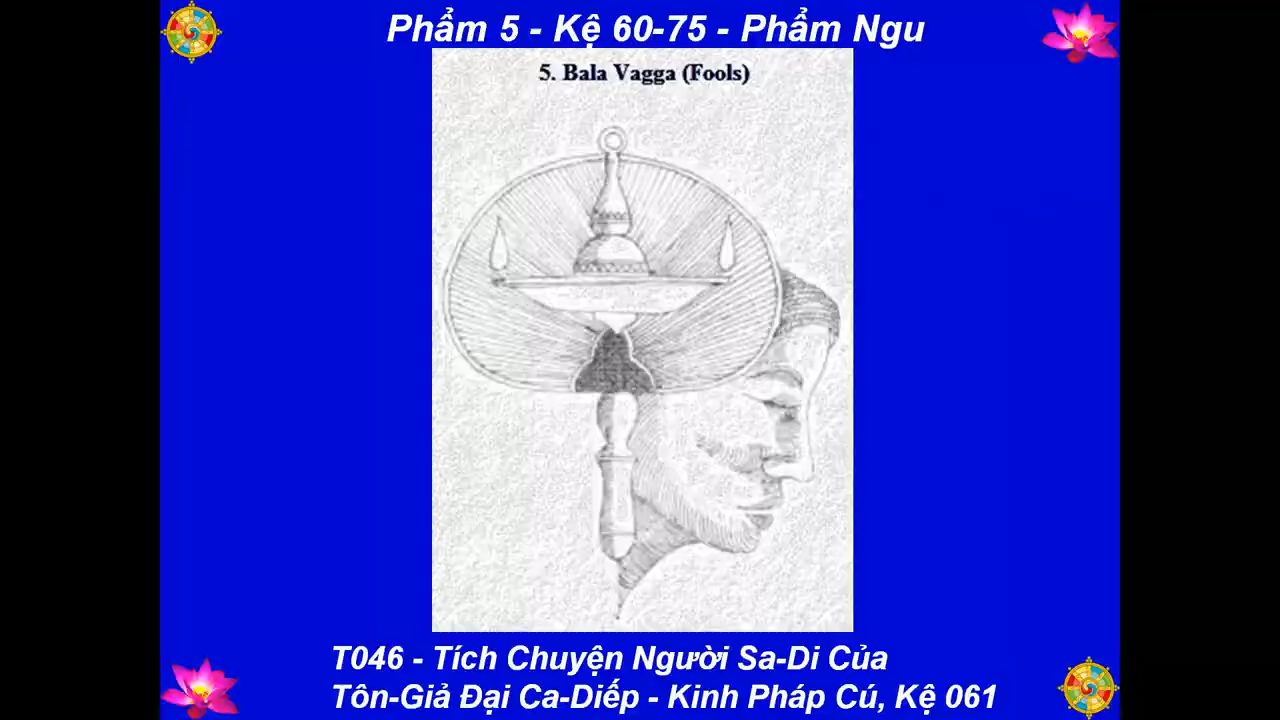 Phẩm 5 - Kệ 60-75 - Phẩm Ngu
5. Bala Vagga (Fools)
T046 - Tích Chuyện Người Sa-Di Của
Tôn-Giả Đại Ca-Diếp - Kinh Pháp Cú, Kệ 061